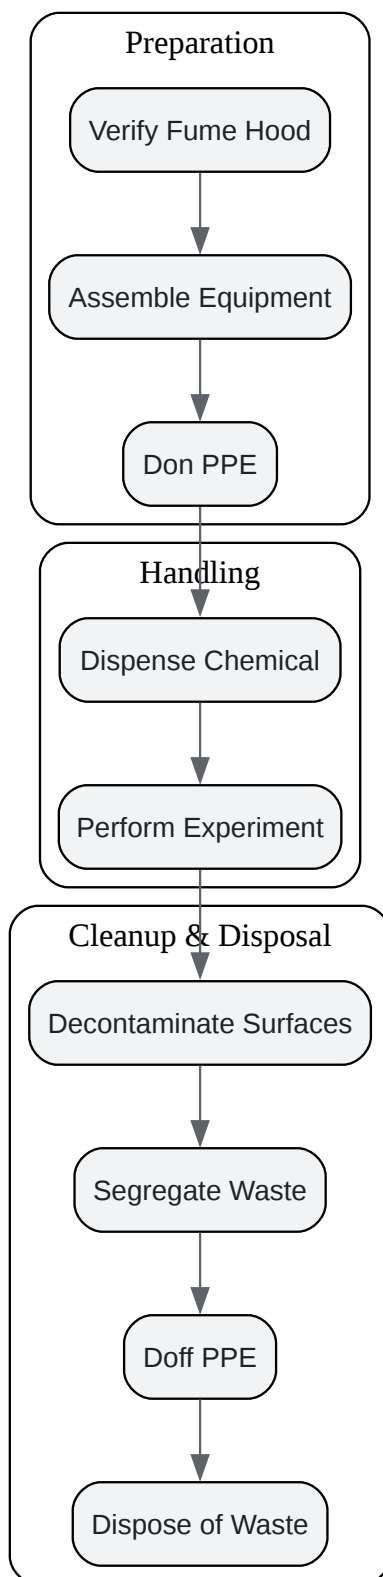 Preparation
Verify Fume Hood
Assemble Equipment
Don PPE
Handling
Dispense Chemical
Perform Experiment
Cleanup & Disposal
Decontaminate Surfaces
Segregate Waste
Doff PPE
Dispose of Waste